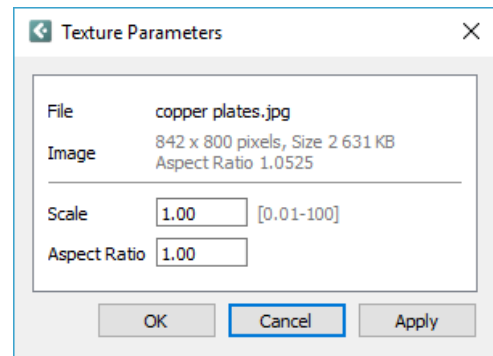 Texture Parameters
File copper plates.jpg
Image 842 x 800 pixels, Size 2 631 KB
Aspect Ratio 1.0525
Scale 1.00 [0.01-100]
Aspect Ratio 1.00
OK Cancel Apply